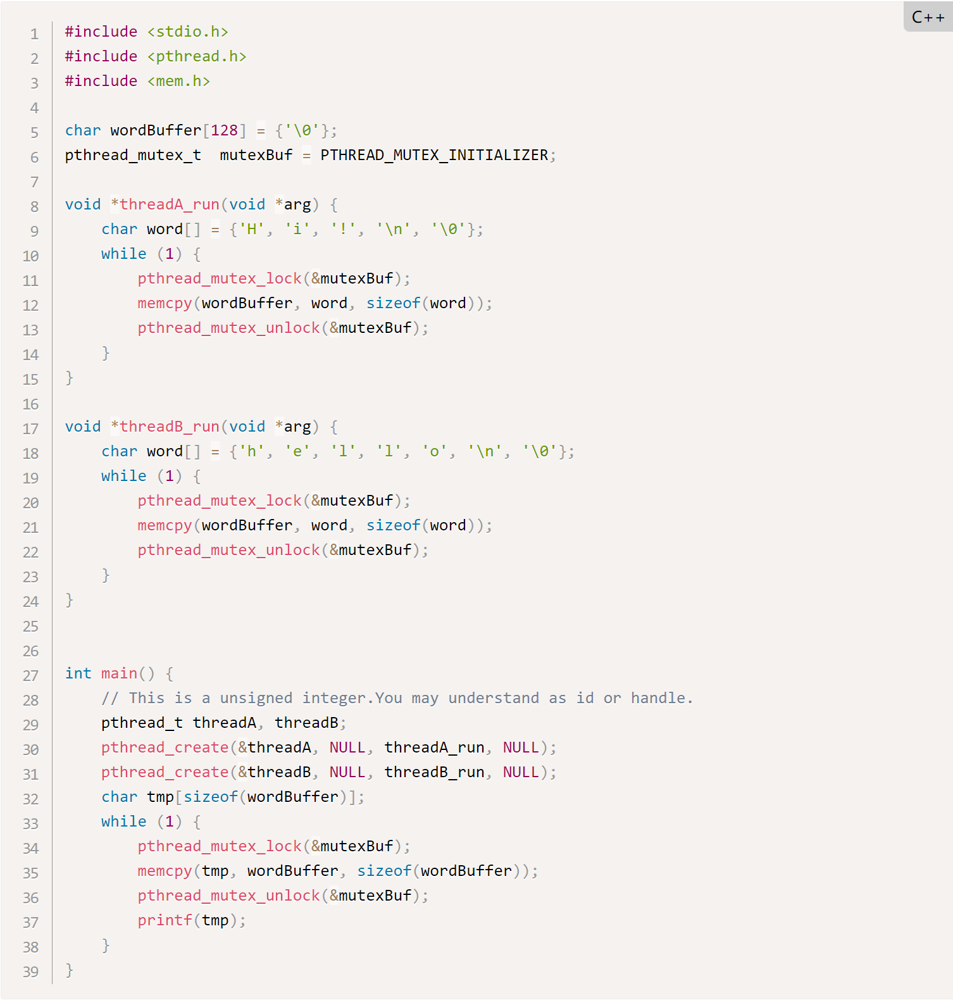 C++
1 #include <stdio.h>
2 #include <pthread.h>
3 #include <mem.h>
4
5 char wordBuffer[128] = {'\0'};
6 pthread_mutex_t  mutexBuf = PTHREAD_MUTEX_INITIALIZER;
7
8 void *threadA_run(void *arg) {
9     char word[] = {'H', 'i', '!', '\n', '\0'};
10     while (1) {
11         pthread_mutex_lock(&mutexBuf);
12         memcpy(wordBuffer, word, sizeof(word));
13         pthread_mutex_unlock(&mutexBuf);
14     }
15 }
16
17 void *threadB_run(void *arg) {
18     char word[] = {'h', 'e', 'l', 'l', 'o', '\n', '\0'};
19     while (1) {
20         pthread_mutex_lock(&mutexBuf);
21         memcpy(wordBuffer, word, sizeof(word));
22         pthread_mutex_unlock(&mutexBuf);
23     }
24 }
25
26
27 int main() {
28     // This is a unsigned integer.You may understand as id or handle.
29     pthread_t threadA, threadB;
30     pthread_create(&threadA, NULL, threadA_run, NULL);
31     pthread_create(&threadB, NULL, threadB_run, NULL);
32     char tmp[sizeof(wordBuffer)];
33     while (1) {
34         pthread_mutex_lock(&mutexBuf);
35         memcpy(tmp, wordBuffer, sizeof(wordBuffer));
36         pthread_mutex_unlock(&mutexBuf);
37         printf(tmp);
38     }
39 }